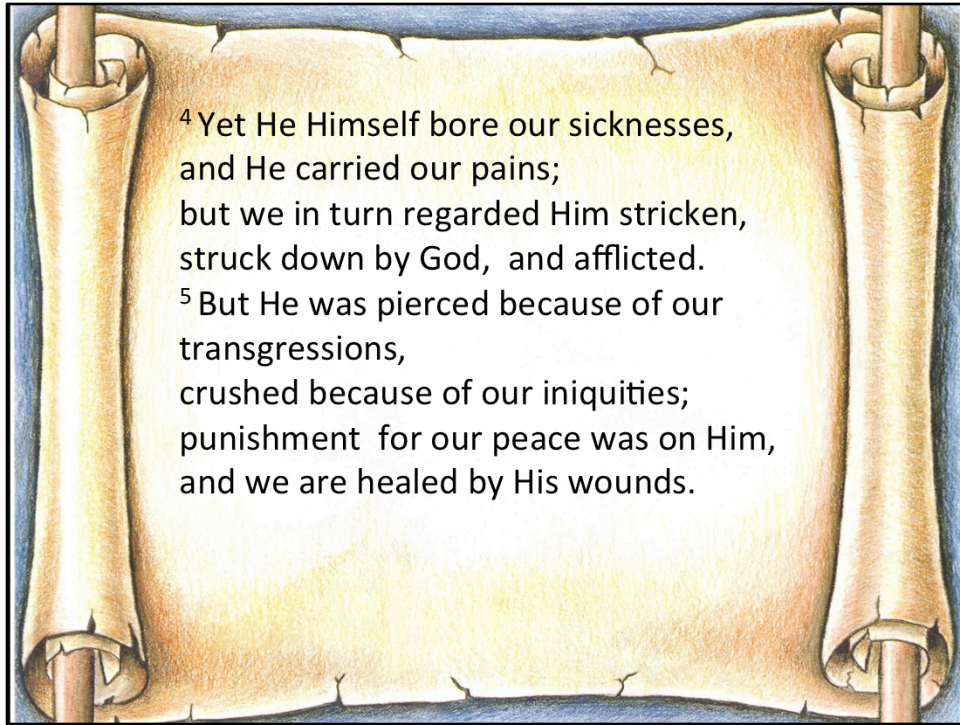 4 Yet He Himself bore our sicknesses,
and He carried our pains;
but we in turn regarded Him stricken,
struck down by God,  and afflicted.
5 But He was pierced because of our
transgressions,
crushed because of our iniquities;
punishment  for our peace was on Him,
and we are healed by His wounds.